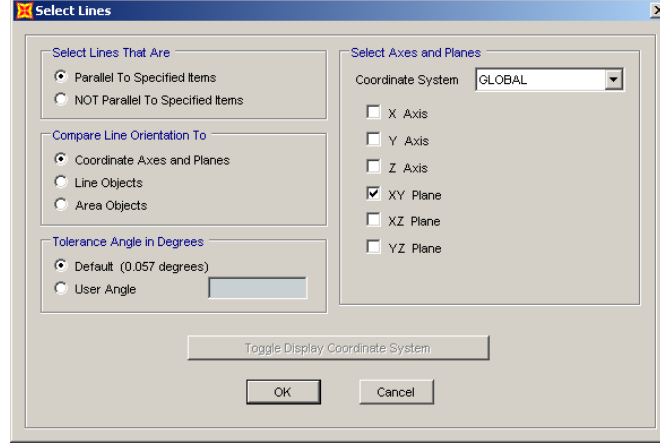 Select Lines
Select Lines That Are
Parallel To Specified Items
NOT Parallel To Specified Items
Compare Line Orientation To
Coordinate Axes and Planes
Line Objects
Area Objects
Tolerance Angle in Degrees
Default (0.057 degrees)
User Angle
Select Axes and Planes
Coordinate System GLOBAL
X Axis
Y Axis
Z Axis
XY Plane
XZ Plane
YZ Plane
Toggle Display Coordinate System
OK Cancel